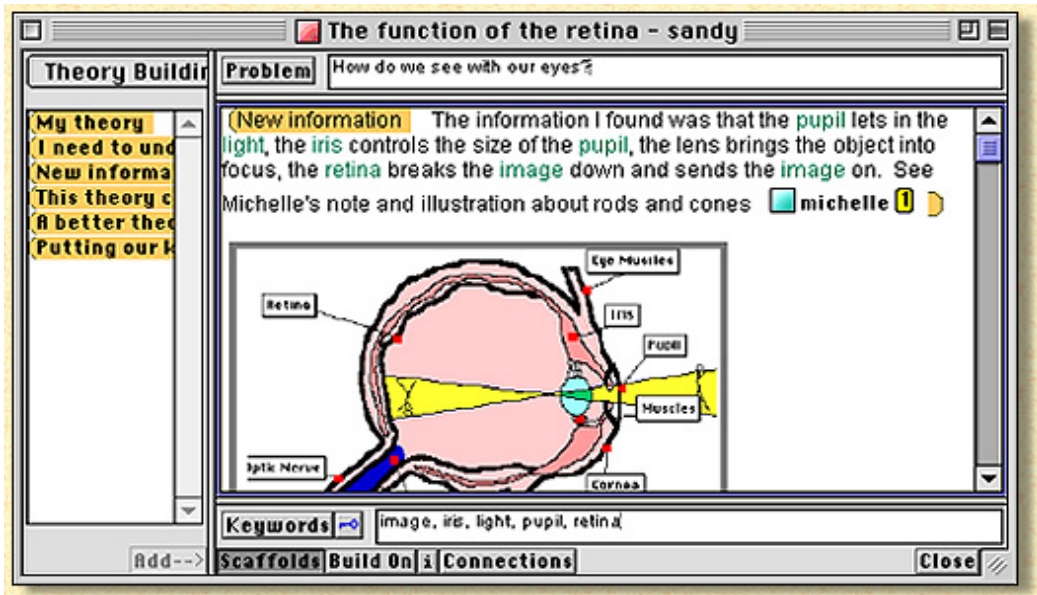 The function of the retina - sandy
Theory Buildin
Problem
How do we see with our eyes?
My theory
I need to und
New informa
This theory c
A better theo
Putting our k
New information The information I found was that the pupil lets in the
light, the iris controls the size of the pupil, the lens brings the object into
focus, the retina breaks the image down and sends the image on. See
Michelle's note and illustration about rods and cones michelle 1
Eye Muscles
Retina
Iris
Pupil
Muscles
Optic Nerve
Cornea
Keywords
image, iris, light, pupil, retina
Add-->
Scaffolds Build On i Connections Close